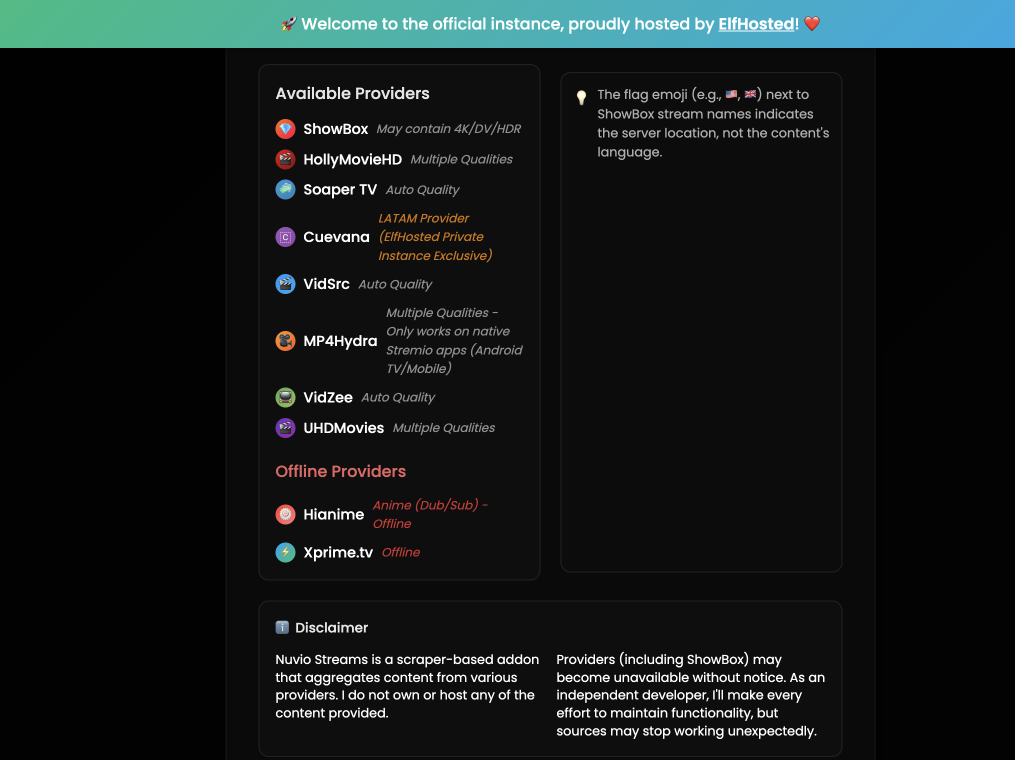 🚀 Welcome to the official instance, proudly hosted by ElfHosted! ❤️
Available Providers
ShowBox May contain 4K/DV/HDR
HollyMovieHD Multiple Qualities
Soaper TV Auto Quality
Cuevana LATAM Provider
(ElfHosted Private
Instance Exclusive)
VidSrc Auto Quality
MP4Hydra Multiple Qualities -
Only works on native
Stremio apps (Android
TV/Mobile)
VidZee Auto Quality
UHDMovies Multiple Qualities
Offline Providers
Hianime Anime (Dub/Sub) -
Offline
Xprime.tv Offline
💡 The flag emoji (e.g., 🇺🇸, 🇬🇧) next to
ShowBox stream names indicates
the server location, not the content's
language.
ℹ️ Disclaimer
Nuvio Streams is a scraper-based addon
that aggregates content from various
providers. I do not own or host any of the
content provided.
Providers (including ShowBox) may
become unavailable without notice. As an
independent developer, I'll make every
effort to maintain functionality, but
sources may stop working unexpectedly.